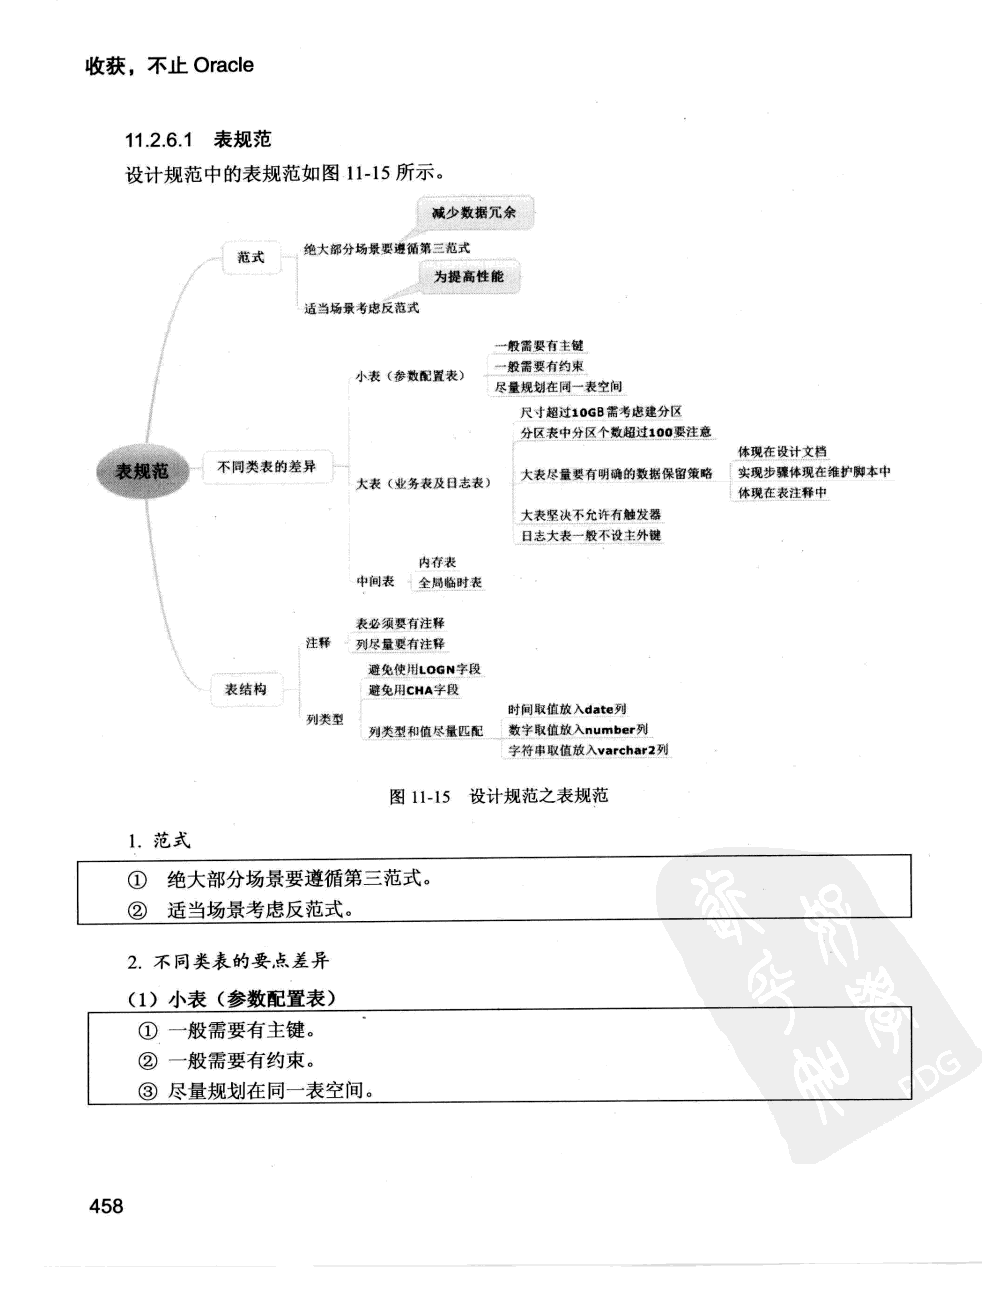 收获，不止 Oracle
11.2.6.1 表规范
设计规范中的表规范如图 11-15 所示。
减少数据冗余
范式
绝大部分场景要遵循第三范式
为提高性能
适当场景考虑反范式
一般需要有主键
小表（参数配置表）
一般需要有约束
尽量规划在同一表空间
尺寸超过10GB需考虑建分区
分区表中分区个数超过100要注意
体现在设计文档
表规范
不同类表的差异
大表（业务表及日志表）
大表尽量要有明确的数据保留策略
实现步骤体现在维护脚本中
体现在表注释中
大表坚决不允许有触发器
日志大表一般不设主外键
内存表
中间表
全局临时表
表必须要有注释
注释
列尽量要有注释
避免使用LOGN字段
表结构
避免用CHA字段
列类型
时间取值放入date列
列类型和值尽量匹配
数字取值放入number列
字符串取值放入varchar2列
图 11-15 设计规范之表规范
1. 范式
① 绝大部分场景要遵循第三范式。
② 适当场景考虑反范式。
2. 不同类表的要点差异
（1）小表（参数配置表）
① 一般需要有主键。
② 一般需要有约束。
③ 尽量规划在同一表空间。
PDG
458